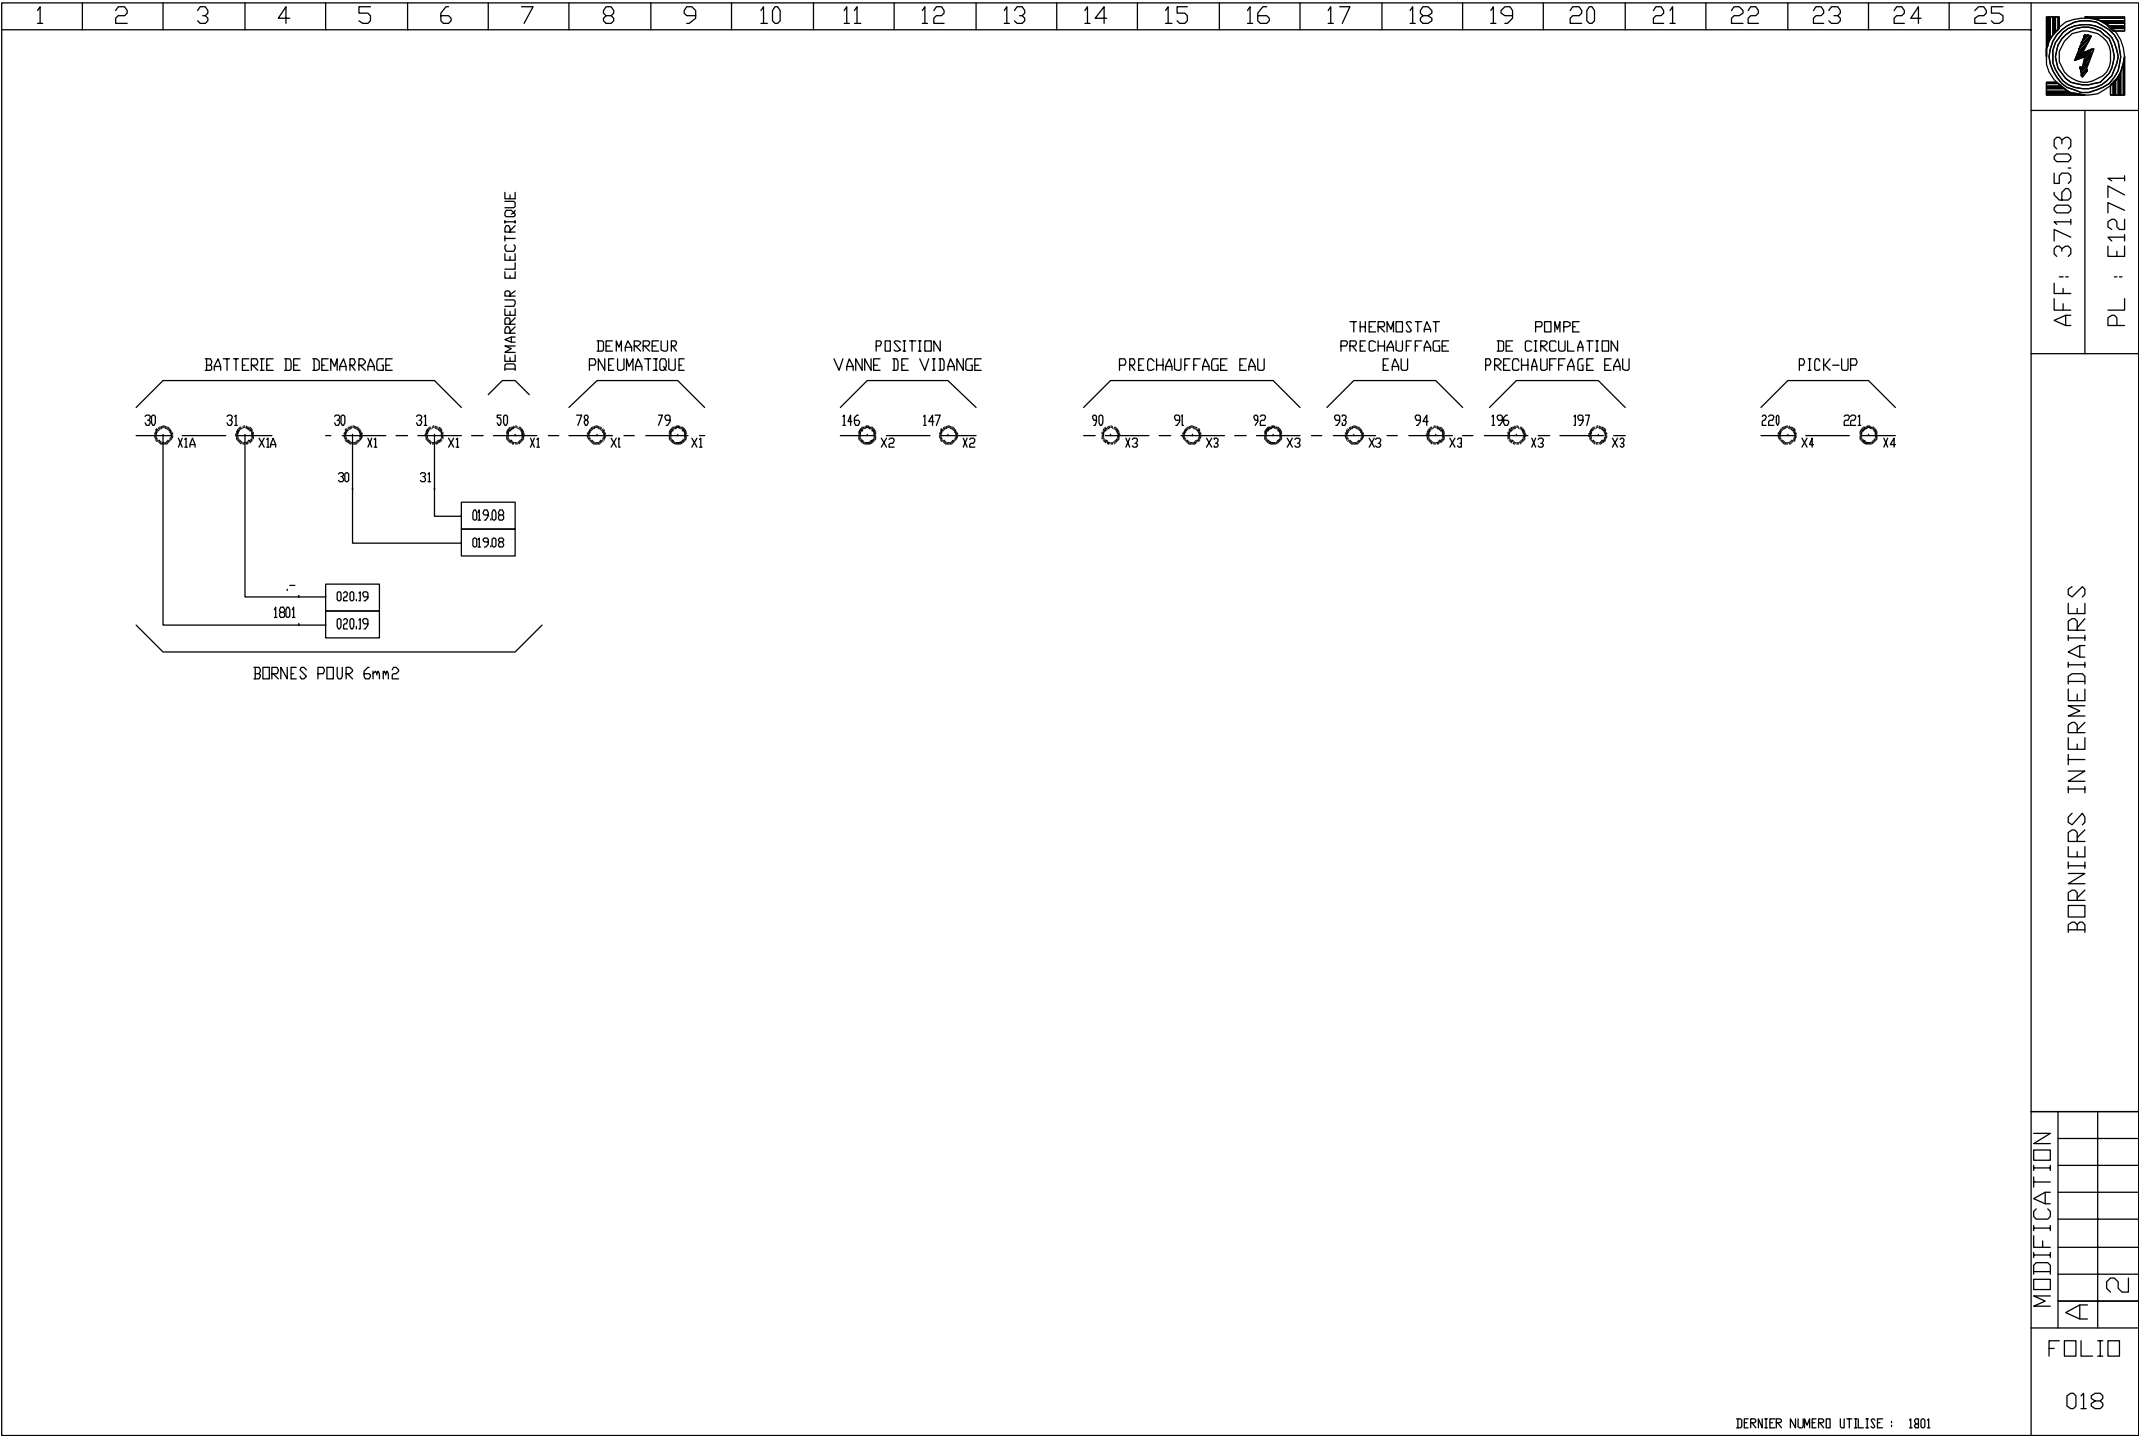 1 2 3 4 5 6 7 8 9 10 11 12 13 14 15 16 17 18 19 20 21 22 23 24 25
AFF: 371065.03
PL : E12771
DEMARREUR ELECTRIQUE
BATTERIE DE DEMARRAGE
DEMARREUR
PNEUMATIQUE
POSITION
VANNE DE VIDANGE
PRECHAUFFAGE EAU
THERMOSTAT
PRECHAUFFAGE
EAU
POMPE
DE CIRCULATION
PRECHAUFFAGE EAU
PICK-UP
30 31 30 31 50 78 79 146 147 90 91 92 93 94 196 197 220 221
X1A X1A X1 X1 X1 X1 X1 X2 X2 X3 X3 X3 X3 X3 X3 X3 X4 X4
30 31
019.08
019.08
020.19
1801
020.19
BORNES POUR 6mm2
BORNIERS INTERMEDIAIRES
MODIFICATION
A
2
FOLIO
018
DERNIER NUMERO UTILISE : 1801